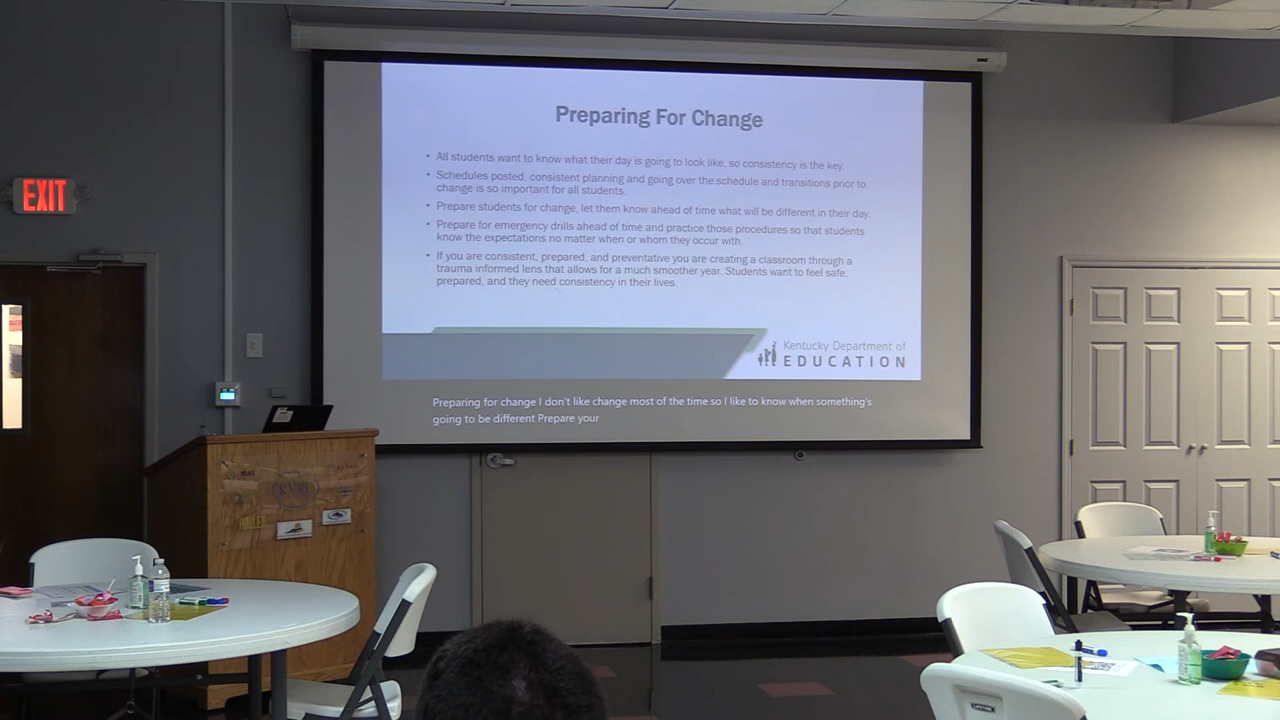 Preparing For Change
• All students want to know what their day is going to look like, so consistency is the key.
• Schedules posted, consistent planning and going over the schedule and transitions prior to
change is so important for all students.
• Prepare students for change, let them know ahead of time what will be different in their day.
• Prepare for emergency drills ahead of time and practice those procedures so that students
know the expectations no matter when or whom they occur with.
• If you are consistent, prepared, and preventative you are creating a classroom through a
trauma informed lens that allows for a much smoother year. Students want to feel safe,
prepared, and they need consistency in their lives.
Kentucky Department of
EDUCATION
Preparing for change I don't like change most of the time so I like to know when something's
going to be different Prepare your
EXIT
LIFETIME